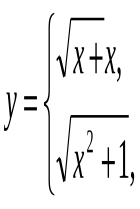 y = { √x+x,
√x² +1,